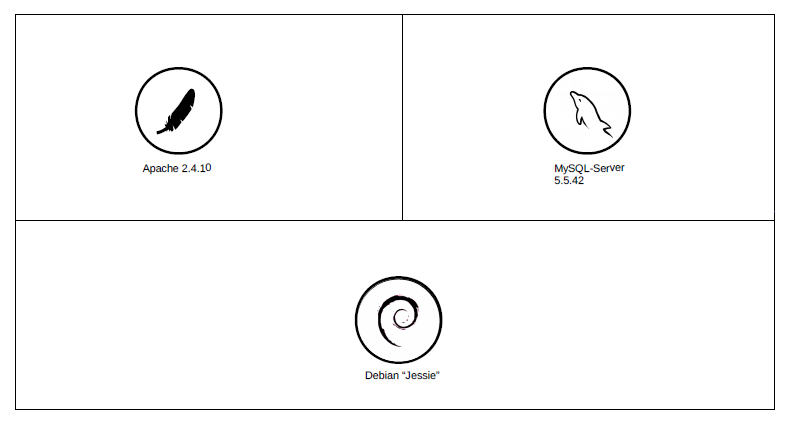 Apache 2.4.10
MySQL-Server
5.5.42
Debian “Jessie”